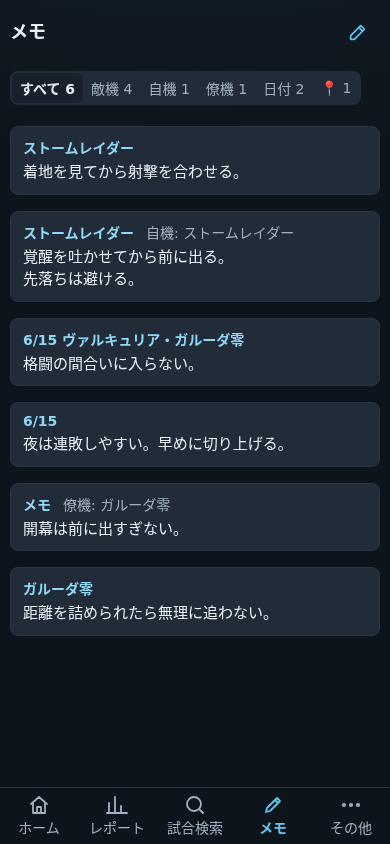 メモ
すべて 6 敵機 4 自機 1 僚機 1 日付 2 📍 1
ストームレイダー
着地を見てから射撃を合わせる。
ストームレイダー 自機: ストームレイダー
覚醒を吐かせてから前に出る。
先落ちは避ける。
6/15 ヴァルキュリア・ガルーダ零
格闘の間合いに入らない。
6/15
夜は連敗しやすい。早めに切り上げる。
メモ 僚機: ガルーダ零
開幕は前に出すぎない。
ガルーダ零
距離を詰められたら無理に追わない。
ホーム レポート 試合検索 メモ その他